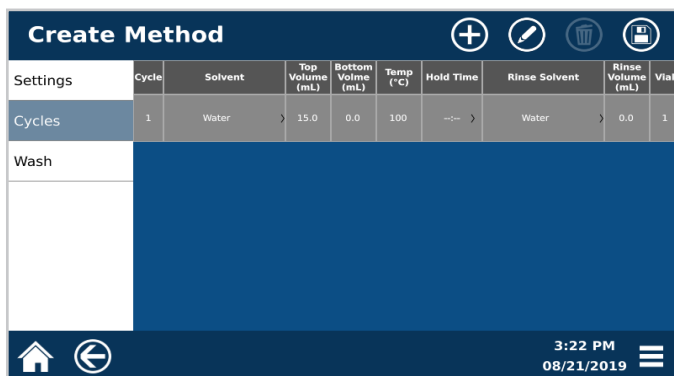 Create Method
Settings
Cycles
Wash
Cycle Solvent Top Volume (mL) Bottom Volme (mL) Temp (°C) Hold Time Rinse Solvent Rinse Volume (mL) Vial
1 Water > 15.0 0.0 100 --:-- > Water > 0.0 1
3:22 PM
08/21/2019